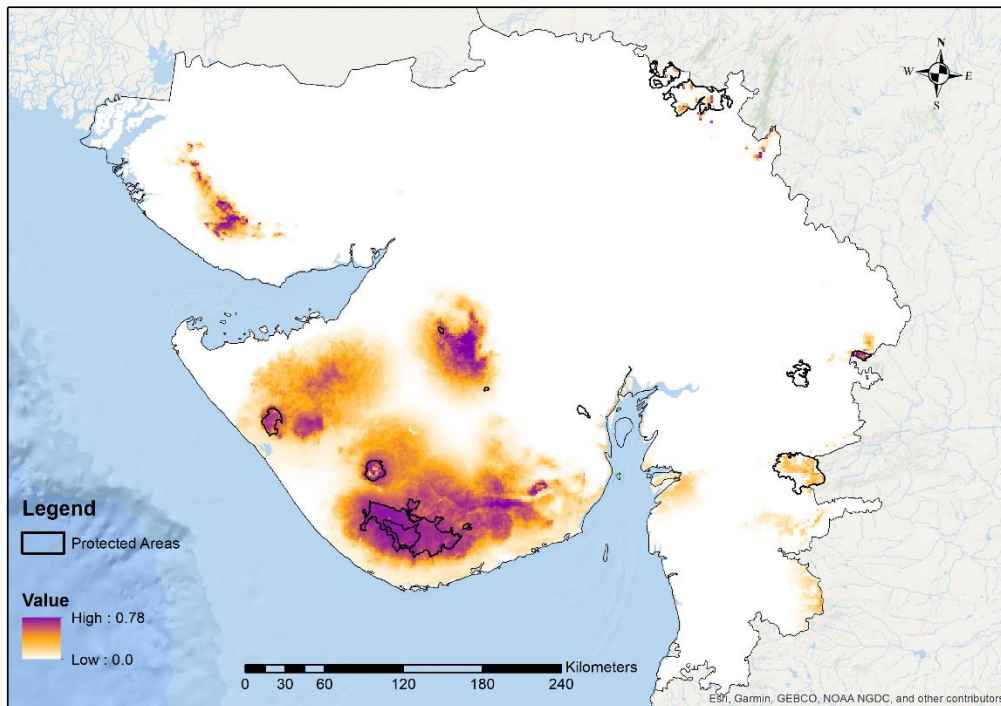 N
W E
S
Legend
Protected Areas
Value
High : 0.78
Low : 0.0
Kilometers
0 30 60 120 180 240
Esri, Garmin, GEBCO, NOAA NGDC, and other contributors